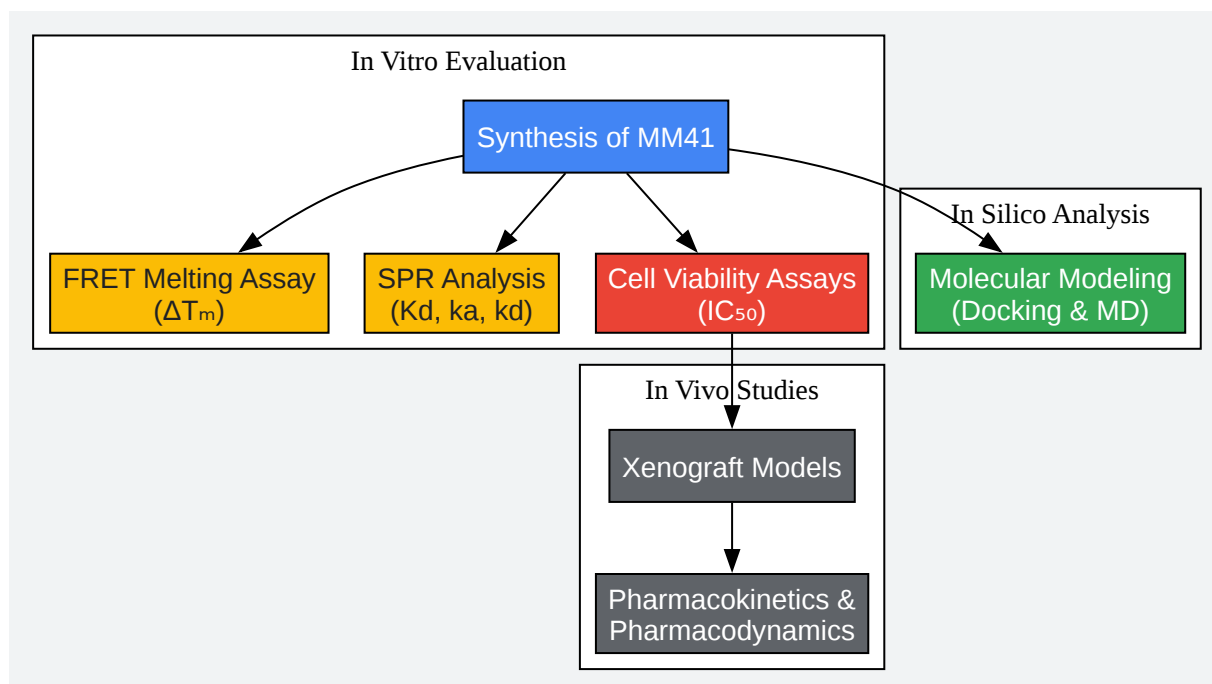 In Vitro Evaluation
Synthesis of MM41
In Silico Analysis
FRET Melting Assay
(ΔTₘ)
SPR Analysis
(Kd, ka, kd)
Cell Viability Assays
(IC₅₀)
Molecular Modeling
(Docking & MD)
In Vivo Studies
Xenograft Models
Pharmacokinetics &
Pharmacodynamics